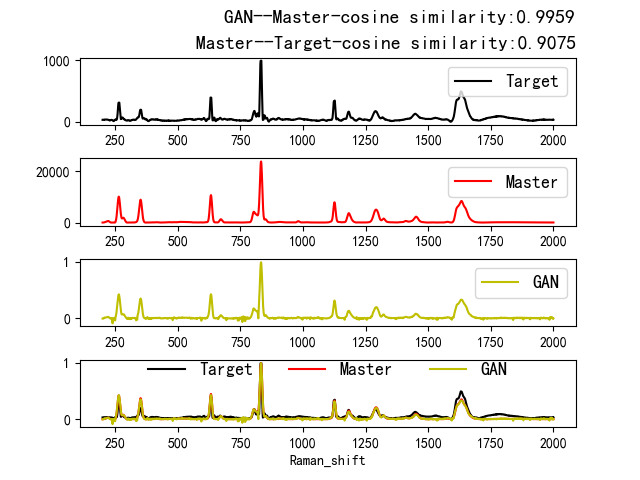 GAN--Master-cosine similarity:0.9959
Master--Target-cosine similarity:0.9075
1000
0
Target
250 500 750 1000 1250 1500 1750 2000
20000
0
Master
250 500 750 1000 1250 1500 1750 2000
1
0
GAN
250 500 750 1000 1250 1500 1750 2000
1
0
Target Master GAN
250 500 750 1000 1250 1500 1750 2000
Raman_shift